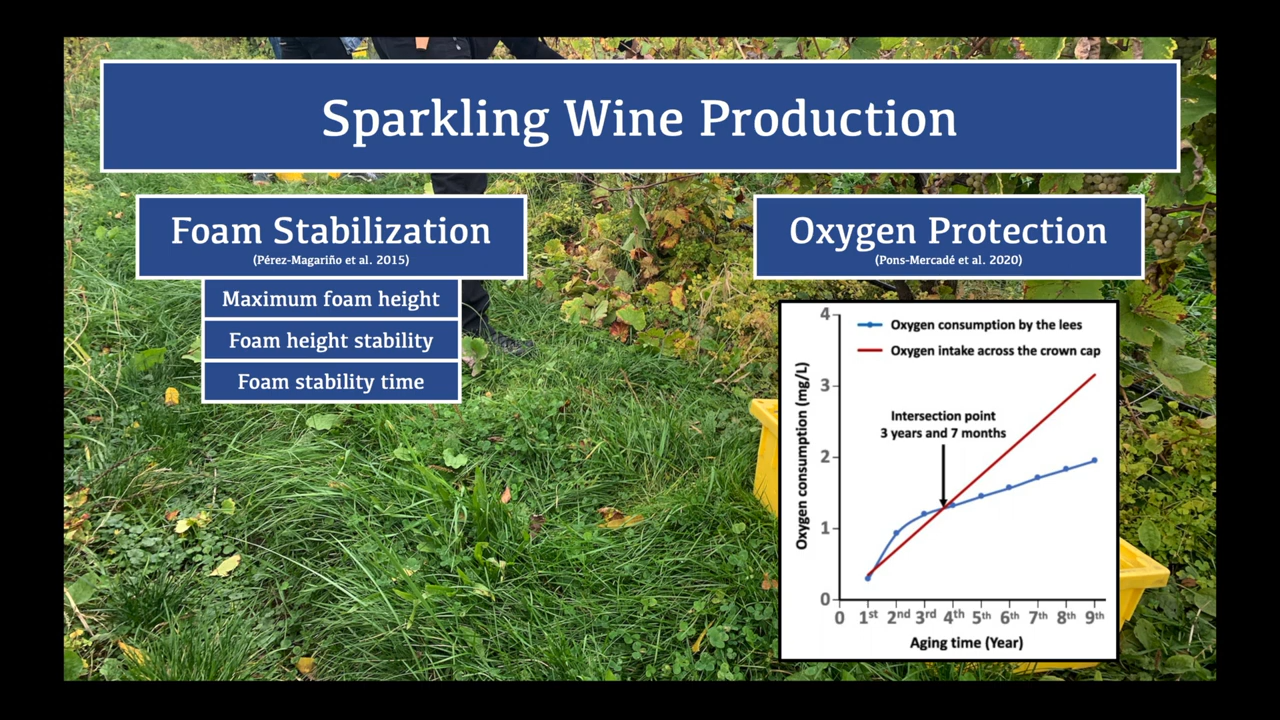 Sparkling Wine Production
Foam Stabilization
(Pérez-Magariño et al. 2015)
Maximum foam height
Foam height stability
Foam stability time
Oxygen Protection
(Pons-Mercadé et al. 2020)
4
Oxygen consumption by the lees
Oxygen intake across the crown cap
3
Intersection point
3 years and 7 months
2
Oxygen consumption (mg/L)
1
0
0 1st 2nd 3rd 4th 5th 6th 7th 8th 9th
Aging time (Year)